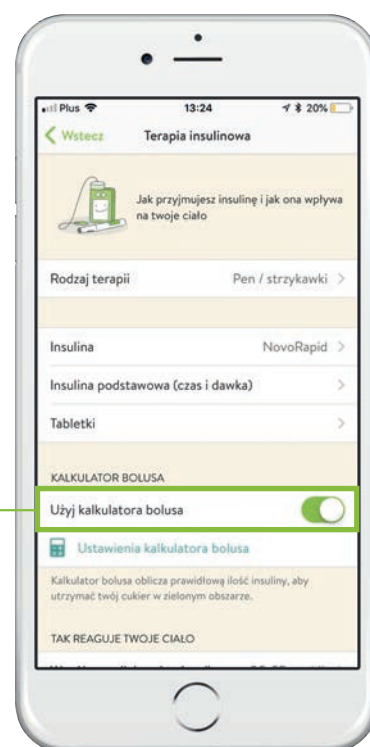 Plus 13:24 20%
Wstecz Terapia insulinowa
Jak przyjmujesz insulinę i jak ona wpływa
na twoje ciało
Rodzaj terapii Pen / strzykawki
Insulina NovoRapid
Insulina podstawowa (czas i dawka)
Tabletki
KALKULATOR BOLUSA
Użyj kalkulatora bolusa
Ustawienia kalkulatora bolusa
Kalkulator bolusa oblicza prawidłową ilość insuliny, aby
utrzymać twój cukier w zielonym obszarze.
TAK REAGUJE TWOJE CIAŁO